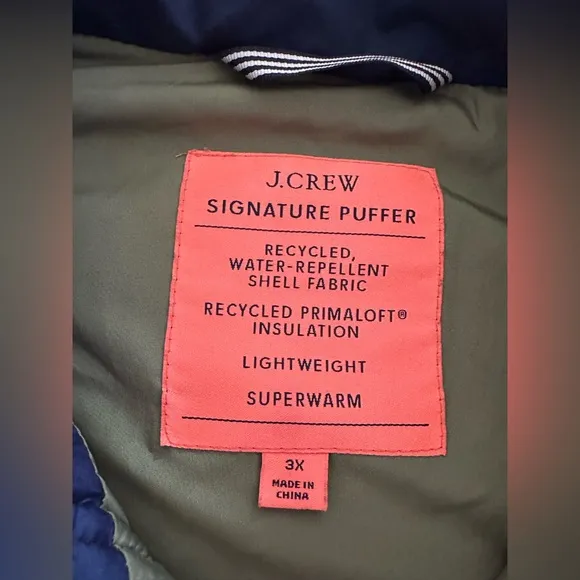 J.CREW
SIGNATURE PUFFER
RECYCLED,
WATER-REPELLENT
SHELL FABRIC
RECYCLED PRIMALOFT®
INSULATION
LIGHTWEIGHT
SUPERWARM
3X
MADE IN
CHINA